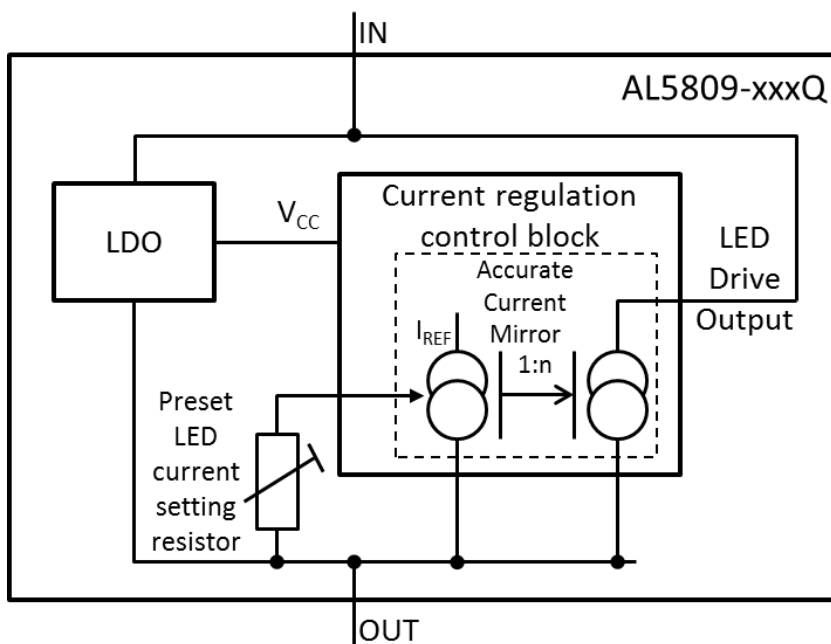 IN
AL5809-xxxQ
Current regulation
control block
LDO
VCC
LED
Drive
Output
Accurate
Current
Mirror
1:n
IREF
Preset
LED
current
setting
resistor
OUT